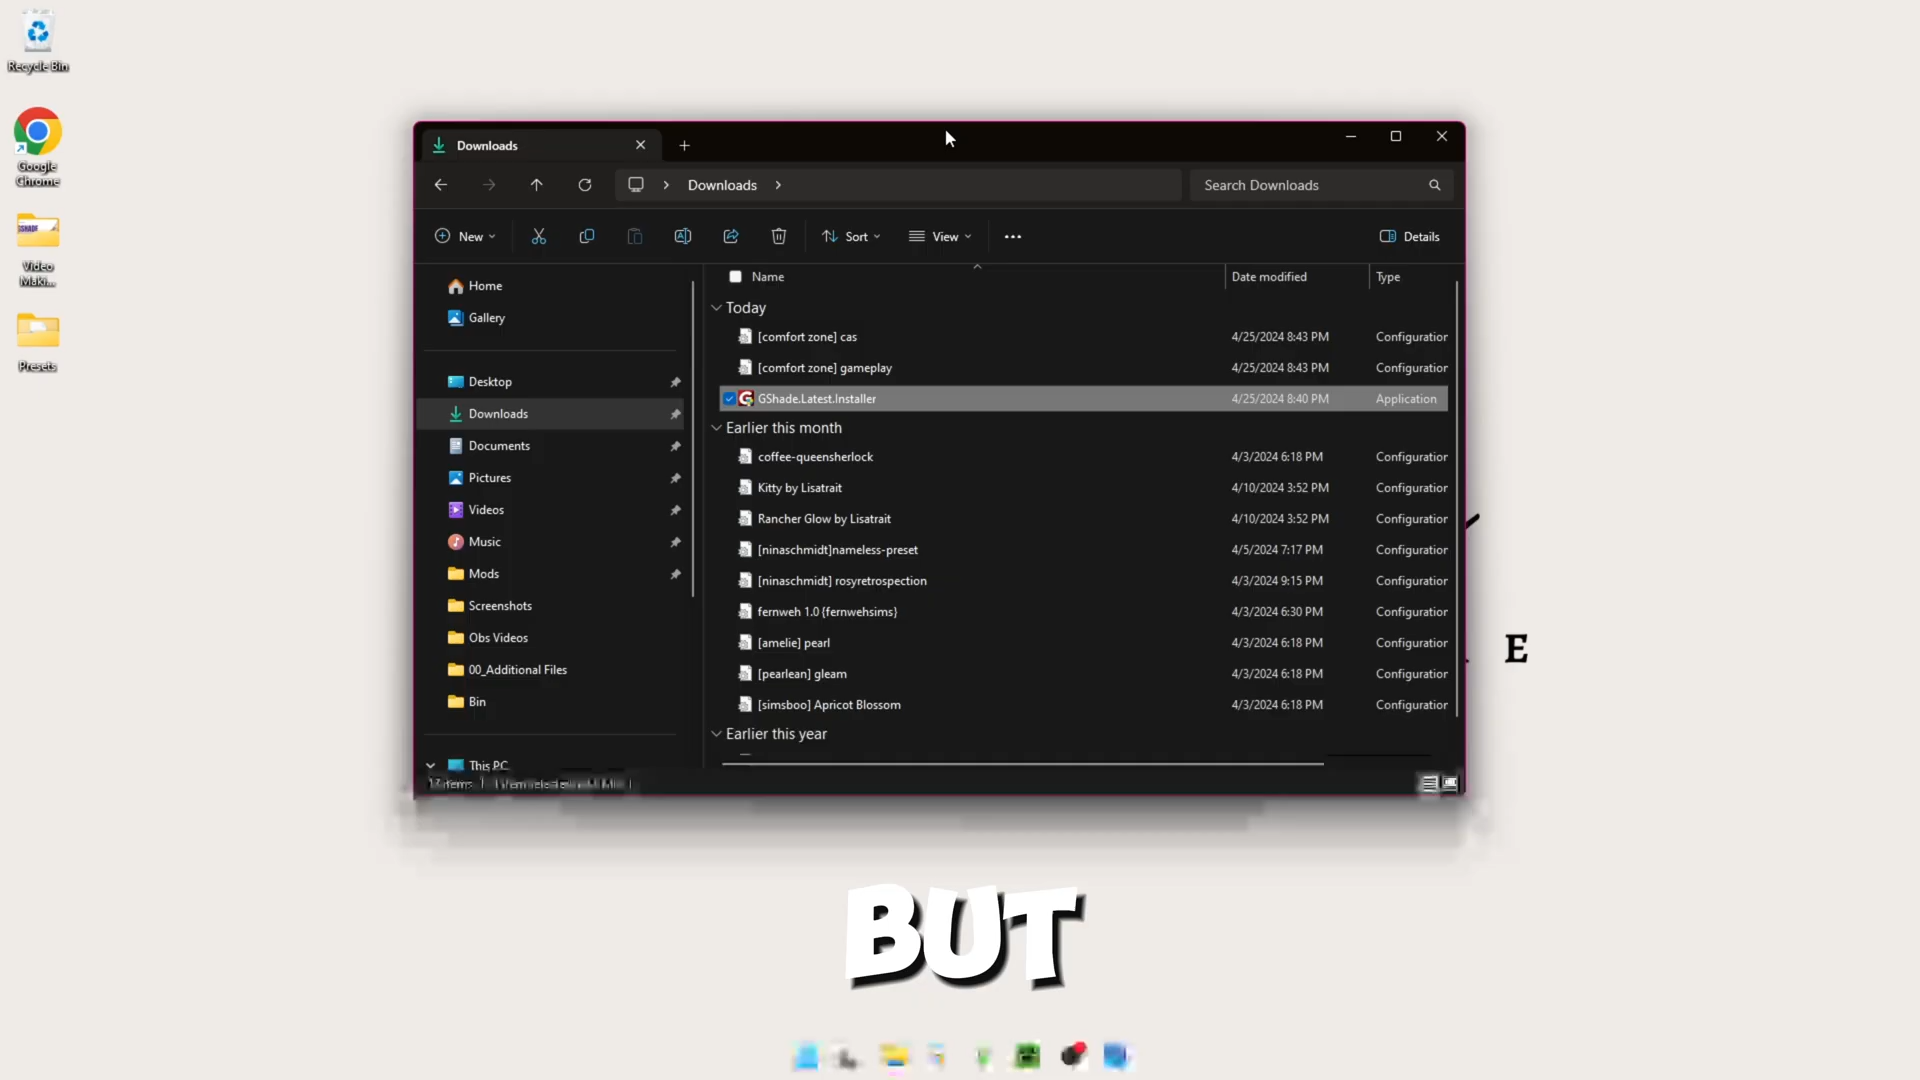 Recycle Bin
Google
Chrome
GSHADE
Video
Maki...
Presets
Downloads
Downloads
Search Downloads
New
Sort
View
Details
Name
Date modified
Type
Home
Gallery
Desktop
Downloads
Documents
Pictures
Videos
Music
Mods
Screenshots
Obs Videos
00_Additional Files
Bin
This PC
Today
[comfort zone] cas 4/25/2024 8:43 PM Configuration
[comfort zone] gameplay 4/25/2024 8:43 PM Configuration
GShade.Latest.Installer 4/25/2024 8:40 PM Application
Earlier this month
coffee-queensherlock 4/3/2024 6:18 PM Configuration
Kitty by Lisatrait 4/10/2024 3:52 PM Configuration
Rancher Glow by Lisatrait 4/10/2024 3:52 PM Configuration
[ninaschmidt]nameless-preset 4/5/2024 7:17 PM Configuration
[ninaschmidt] rosyretrospection 4/3/2024 9:15 PM Configuration
fernweh 1.0 {fernwehsims} 4/3/2024 6:30 PM Configuration
[amelie] pearl 4/3/2024 6:18 PM Configuration
[pearlean] gleam 4/3/2024 6:18 PM Configuration
[simsboo] Apricot Blossom 4/3/2024 6:18 PM Configuration
Earlier this year
E
BUT